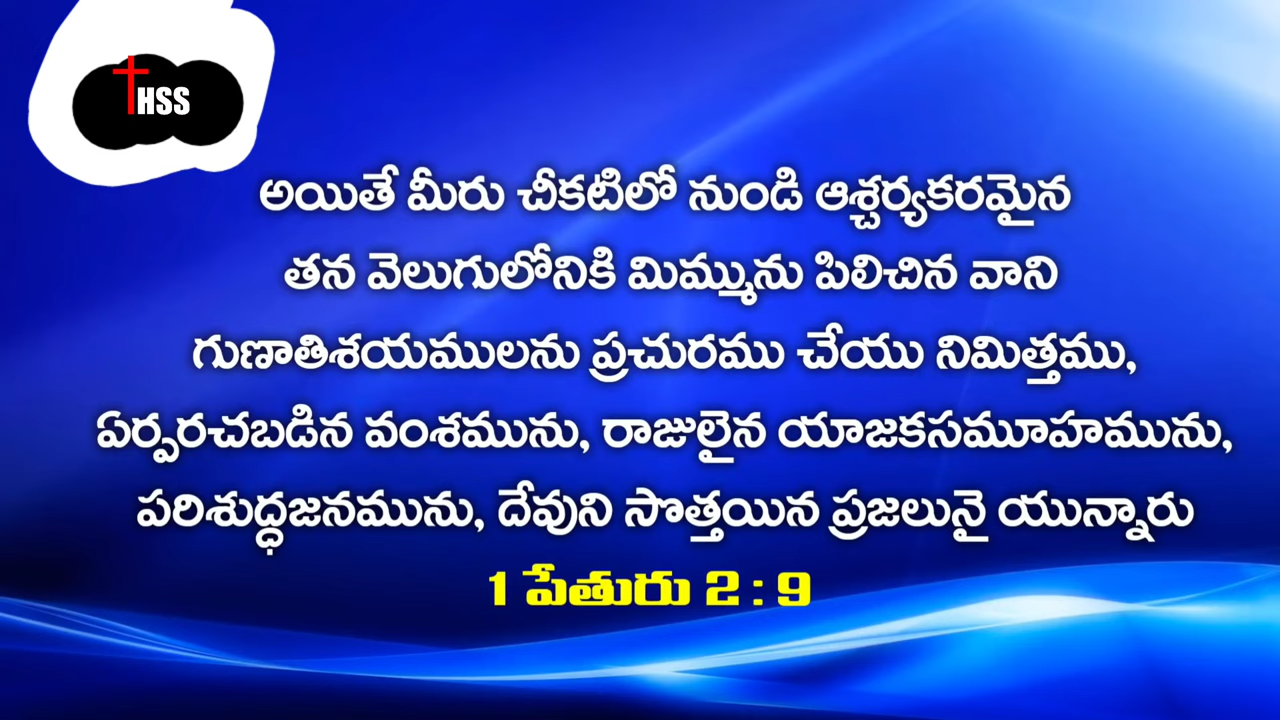 HSS
అయితే మీరు చీకటిలో నుండి ఆశ్చర్యకరమైన
తన వెలుగులోనికి మిమ్మును పిలిచిన వాని
గుణాతిశయములను ప్రచురము చేయు నిమిత్తము,
ఏర్పరచబడిన వంశమును, రాజులైన యాజకసమూహమును,
పరిశుద్ధజనమును, దేవుని సొత్తయిన ప్రజలునై యున్నారు
1 పేతురు 2 : 9